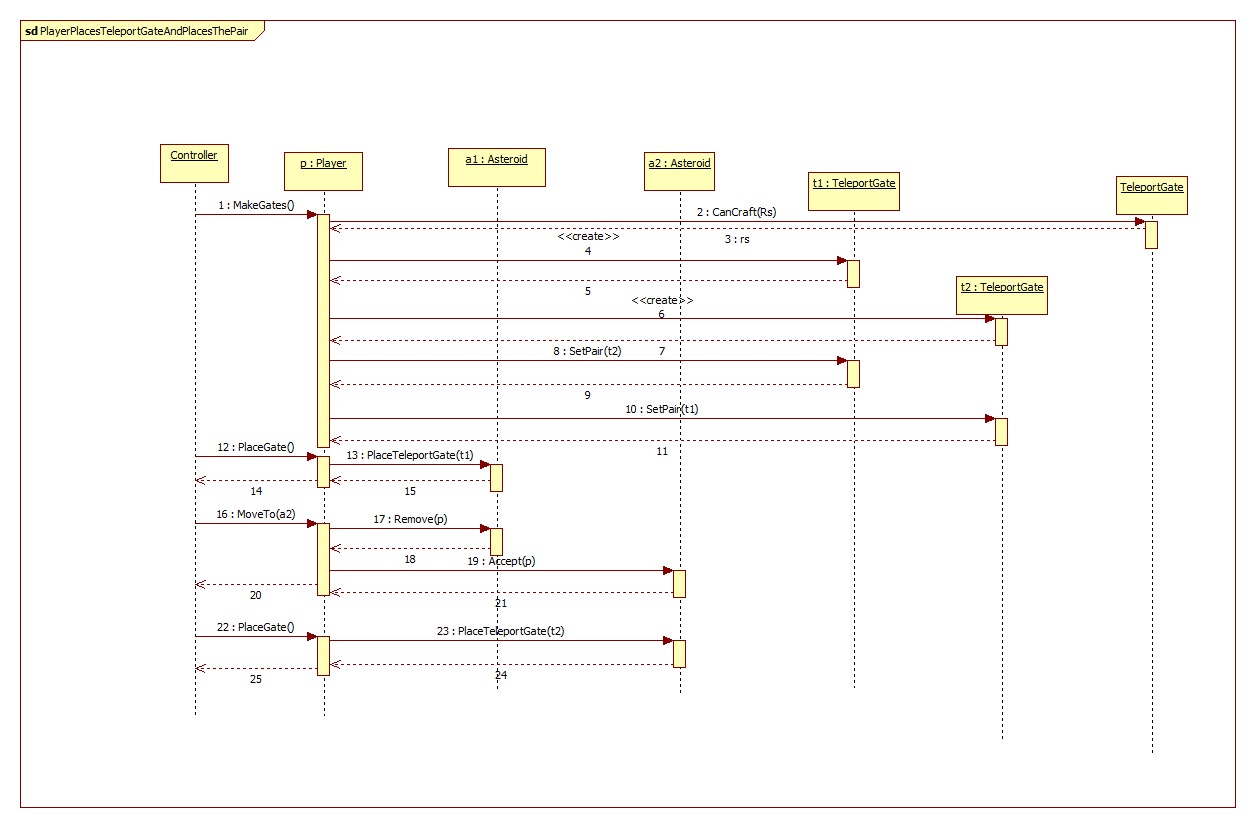 sd PlayerPlacesTeleportGateAndPlacesThePair
Controller
p : Player
a1 : Asteroid
a2 : Asteroid
t1 : TeleportGate
TeleportGate
1 : MakeGates()
2 : CanCraft(Rs)
3 : rs
<<create>>
4
5
t2 : TeleportGate
<<create>>
6
8 : SetPair(t2)
7
9
10 : SetPair(t1)
11
12 : PlaceGate()
13 : PlaceTeleportGate(t1)
14
15
16 : MoveTo(a2)
17 : Remove(p)
18
19 : Accept(p)
20
21
22 : PlaceGate()
23 : PlaceTeleportGate(t2)
24
25